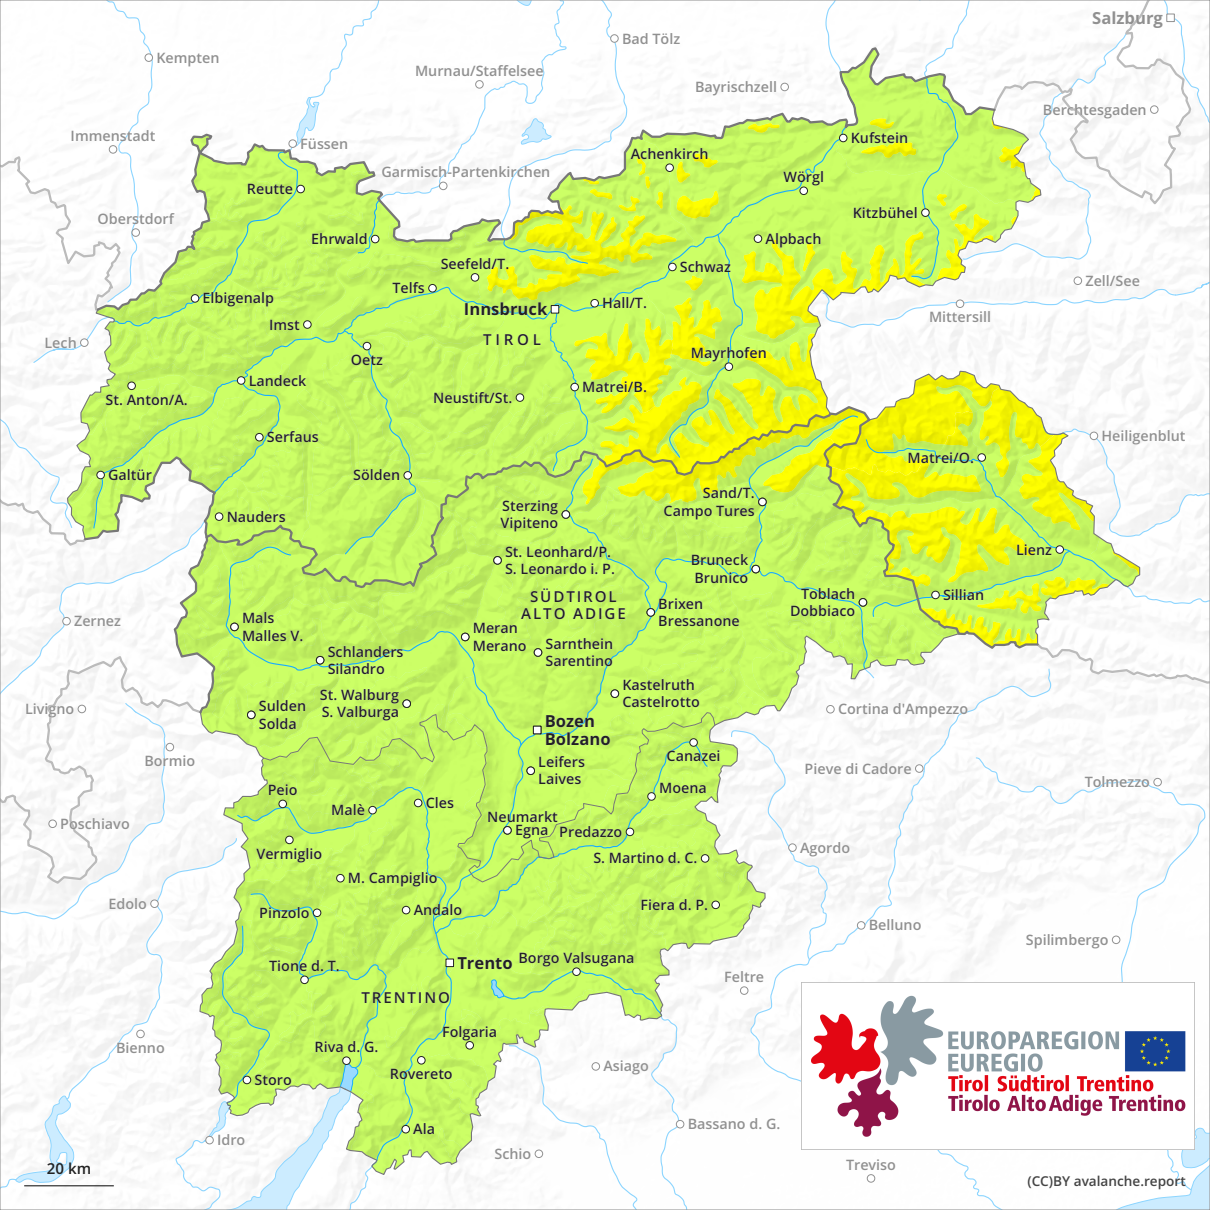 Salzburg
Bad Tölz
Kempten
Murnau/Staffelsee
Bayrischzell
Berchtesgaden
Immenstadt
Füssen
Kufstein
Achenkirch
Garmisch-Partenkirchen
Wörgl
Reutte
Oberstdorf
Kitzbühel
Ehrwald
Alpbach
Seefeld/T.
Schwaz
Zell/See
Telfs
Elbigenalp
Hall/T.
Innsbruck
Mittersill
Imst
TIROL
Lech
Oetz
Mayrhofen
Landeck
Matrei/B.
St. Anton/A.
Neustift/St.
Serfaus
Heiligenblut
Matrei/O.
Galtür
Sölden
Sand/T.
Campo Tures
Sterzing
Vipiteno
Nauders
St. Leonhard/P.
S. Leonardo i. P.
Lienz
Bruneck
Brunico
SÜDTIROL
ALTO ADIGE
Toblach
Dobbiaco
Sillian
Brixen
Bressanone
Zernez
Mals
Malles V.
Meran
Merano
Sarnthein
Sarentino
Schlanders
Silandro
Kastelruth
Castelrotto
St. Walburg
S. Valburga
Sulden
Solda
Livigno
Cortina d'Ampezzo
Bozen
Bolzano
Bormio
Canazei
Leifers
Laives
Pieve di Cadore
Tolmezzo
Peio
Moena
Malè
Cles
Neumarkt
Egna
Predazzo
Poschiavo
Vermiglio
Agordo
S. Martino d. C.
M. Campiglio
Edolo
Pinzolo
Andalo
Fiera d. P.
Belluno
Spilimbergo
Tione d. T.
Trento
Borgo Valsugana
Feltre
TRENTINO
Folgaria
Bienno
Riva d. G.
Rovereto
Asiago
Storo
Ala
Bassano d. G.
Idro
Schio
Treviso
EUROPAREGION
EUREGIO
Tirol Südtirol Trentino
Tirolo Alto Adige Trentino
20 km
(CC)BY avalanche.report